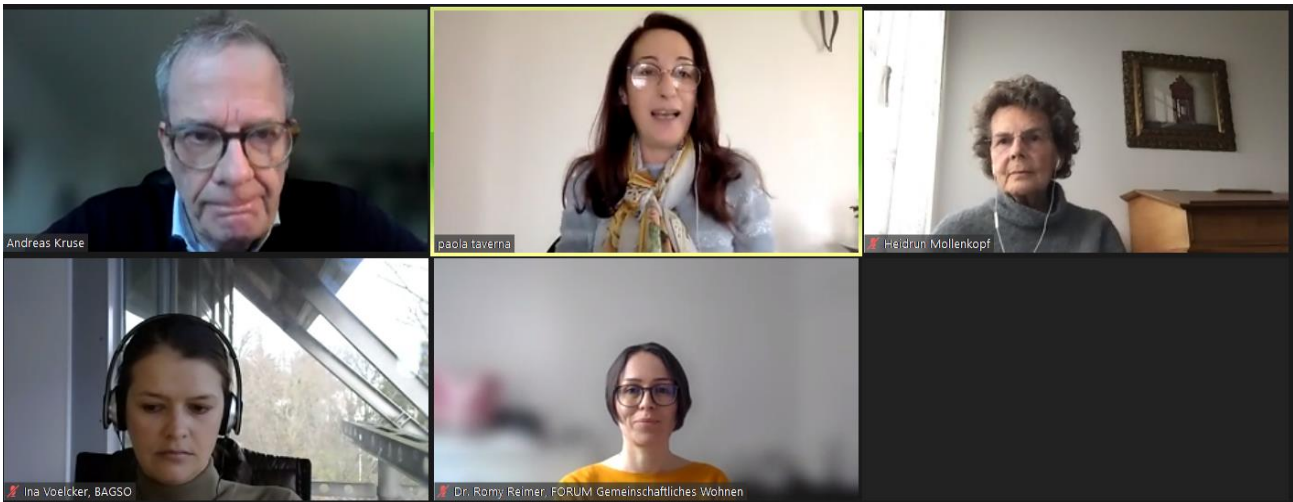 Andreas Kruse
paola taverna
Heidrun Mollenkopf
Ina Voelcker, BAGSO
Dr. Romy Reimer, FORUM Gemeinschaftliches Wohnen